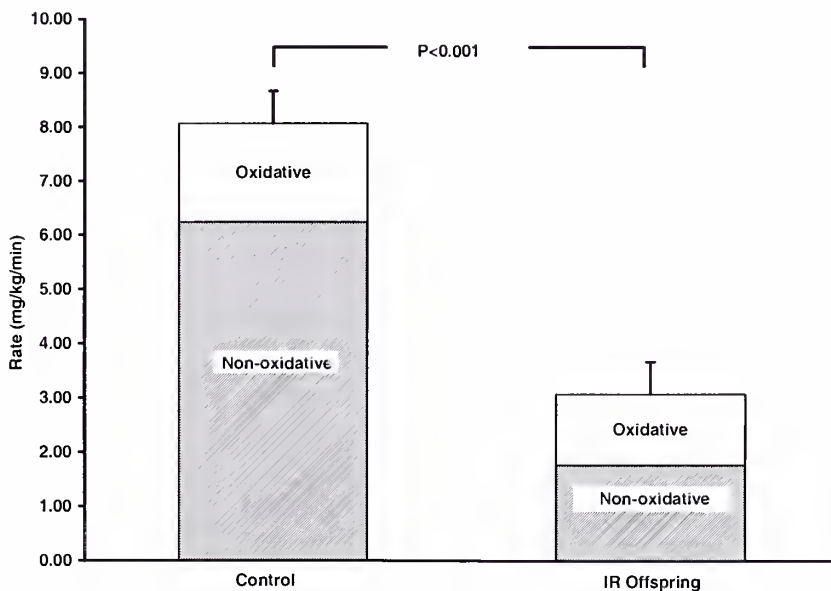 10.00
9.00
8.00
7.00
6.00
5.00
4.00
3.00
2.00
1.00
0.00
Rate (mg/kg/min)
P<0.001
Oxidative
Non-oxidative
Oxidative
Non-oxidative
Control
IR Offspring